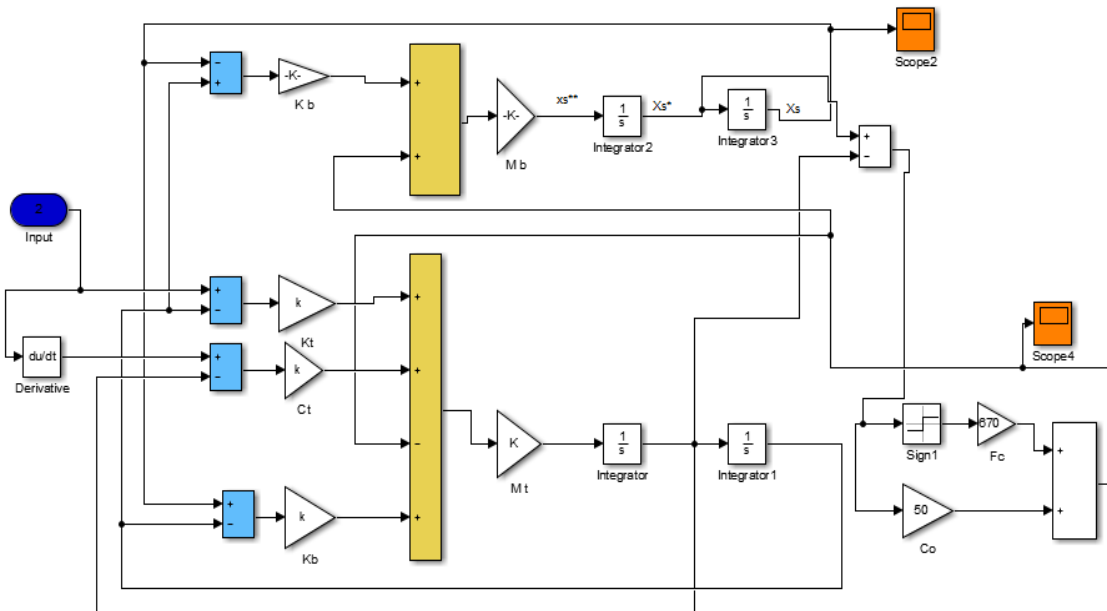 Scope2
-K-
K b
xs**
1
s
Xs*
1
s
Xs
-K-
Integrator2
Integrator3
M b
2
Input
k
Kt
Scope4
du/dt
Derivative
k
Ct
K
1
s
1
s
670
Sign1
Fc
M t
Integrator
Integrator1
k
Kb
50
Co